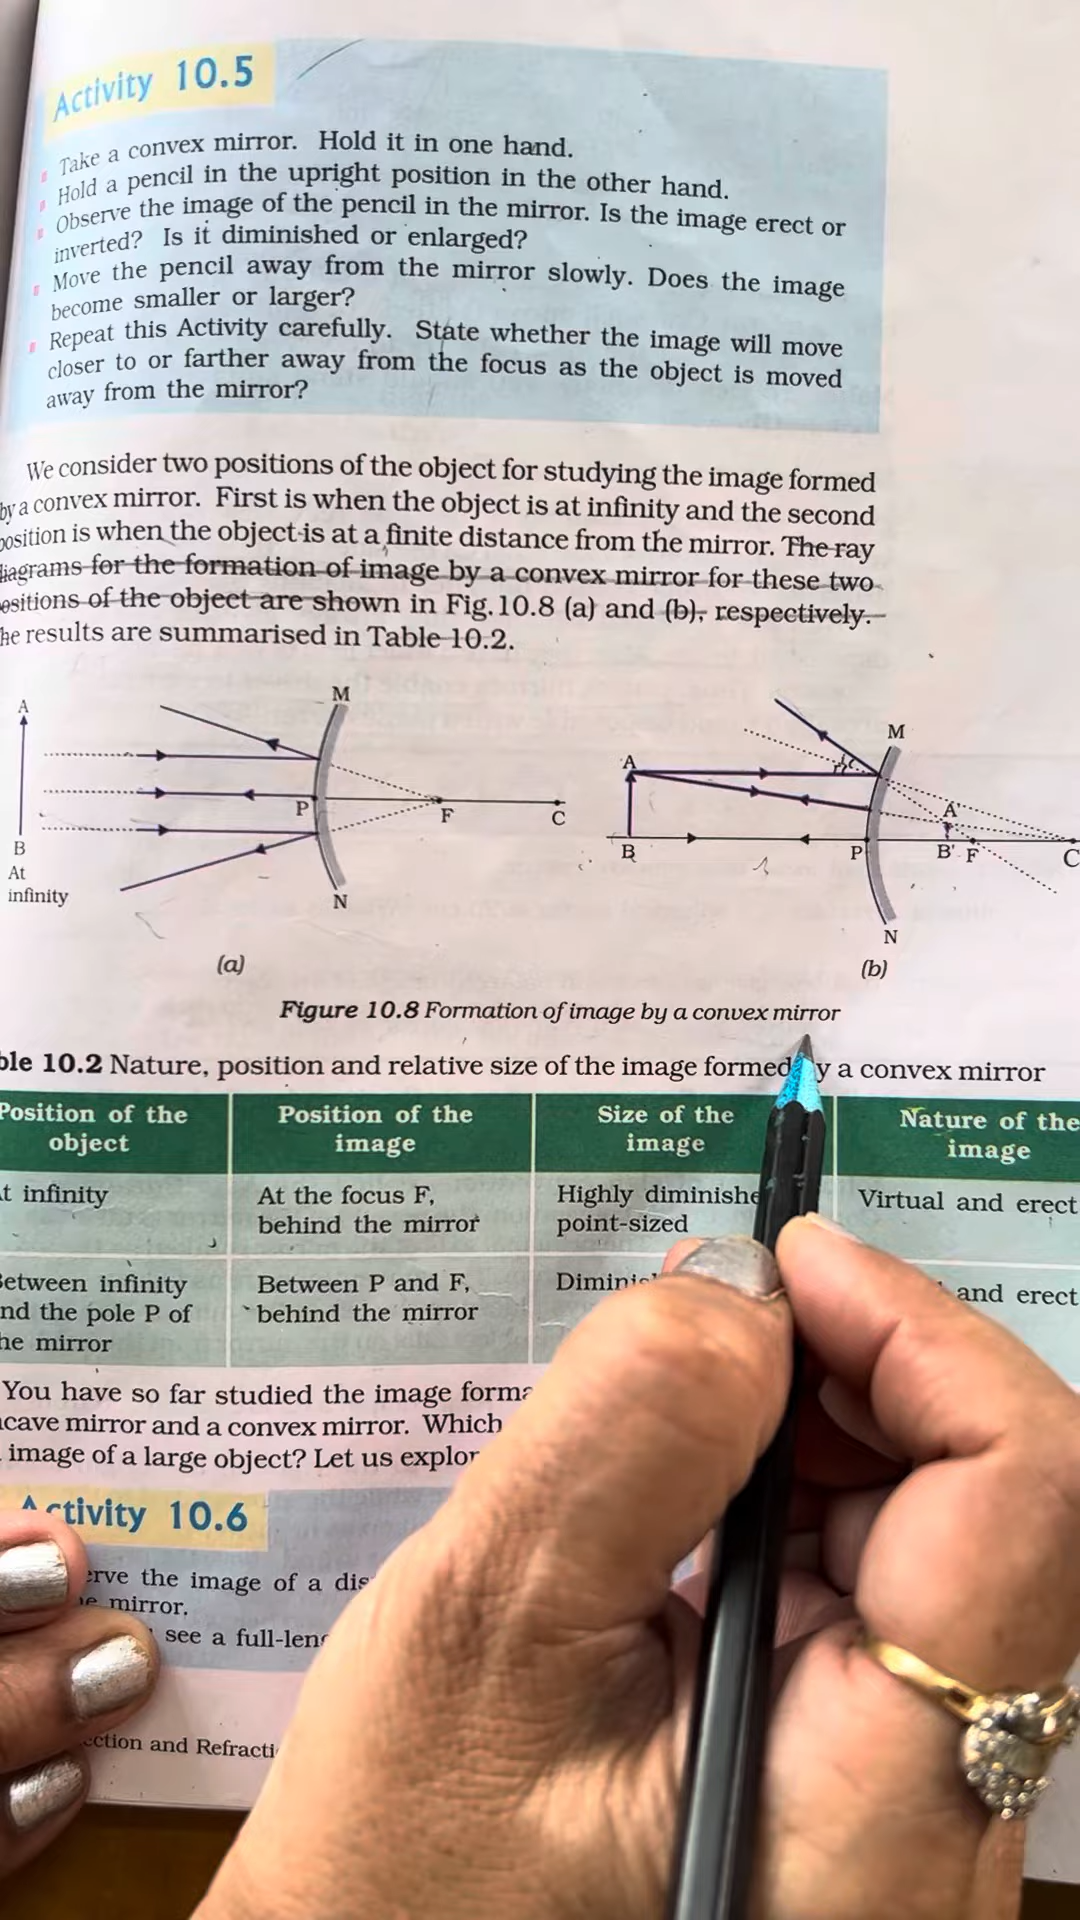 Activity 10.5
Take a convex mirror. Hold it in one hand.
Hold a pencil in the upright position in the other hand.
Observe the image of the pencil in the mirror. Is the image erect or
inverted? Is it diminished or enlarged?
Move the pencil away from the mirror slowly. Does the image
become smaller or larger?
Repeat this Activity carefully. State whether the image will move
closer to or farther away from the focus as the object is moved
away from the mirror?
We consider two positions of the object for studying the image formed
by a convex mirror. First is when the object is at infinity and the second
position is when the object is at a finite distance from the mirror. The ray
diagrams for the formation of image by a convex mirror for these two
positions of the object are shown in Fig. 10.8 (a) and (b), respectively.
he results are summarised in Table 10.2.
A
B
At
infinity
M
P
F
C
N
(a)
A
B
M
P
A'
B'
F
C
N
(b)
Figure 10.8 Formation of image by a convex mirror
ble 10.2 Nature, position and relative size of the image formed y a convex mirror
Position of the
object
Position of the
image
Size of the
image
Nature of the
image
t infinity
At the focus F,
behind the mirror
Highly diminishe
point-sized
Virtual and erect
Between infinity
nd the pole P of
he mirror
Between P and F,
behind the mirror
Diminis
and erect
You have so far studied the image forma
cave mirror and a convex mirror. Which
image of a large object? Let us explor
Activity 10.6
erve the image of a dis
e mirror.
see a full-leng
ection and Refracti